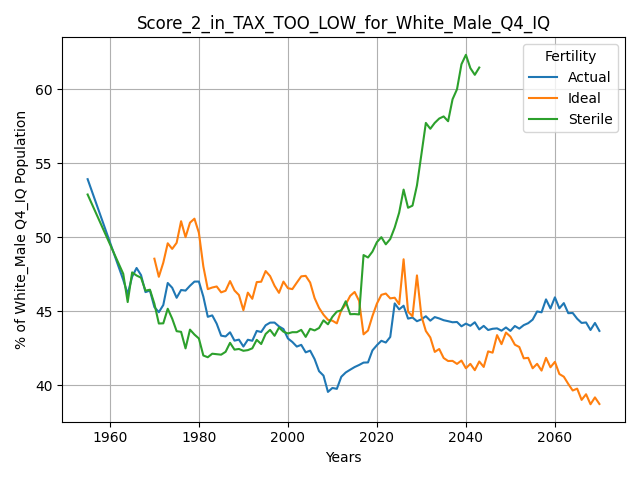 Score_2_in_TAX_TOO_LOW_for_White_Male_Q4_IQ
% of White_Male Q4_IQ Population
60
55
50
45
40
Fertility
Actual
Ideal
Sterile
1960 1980 2000 2020 2040 2060
Years